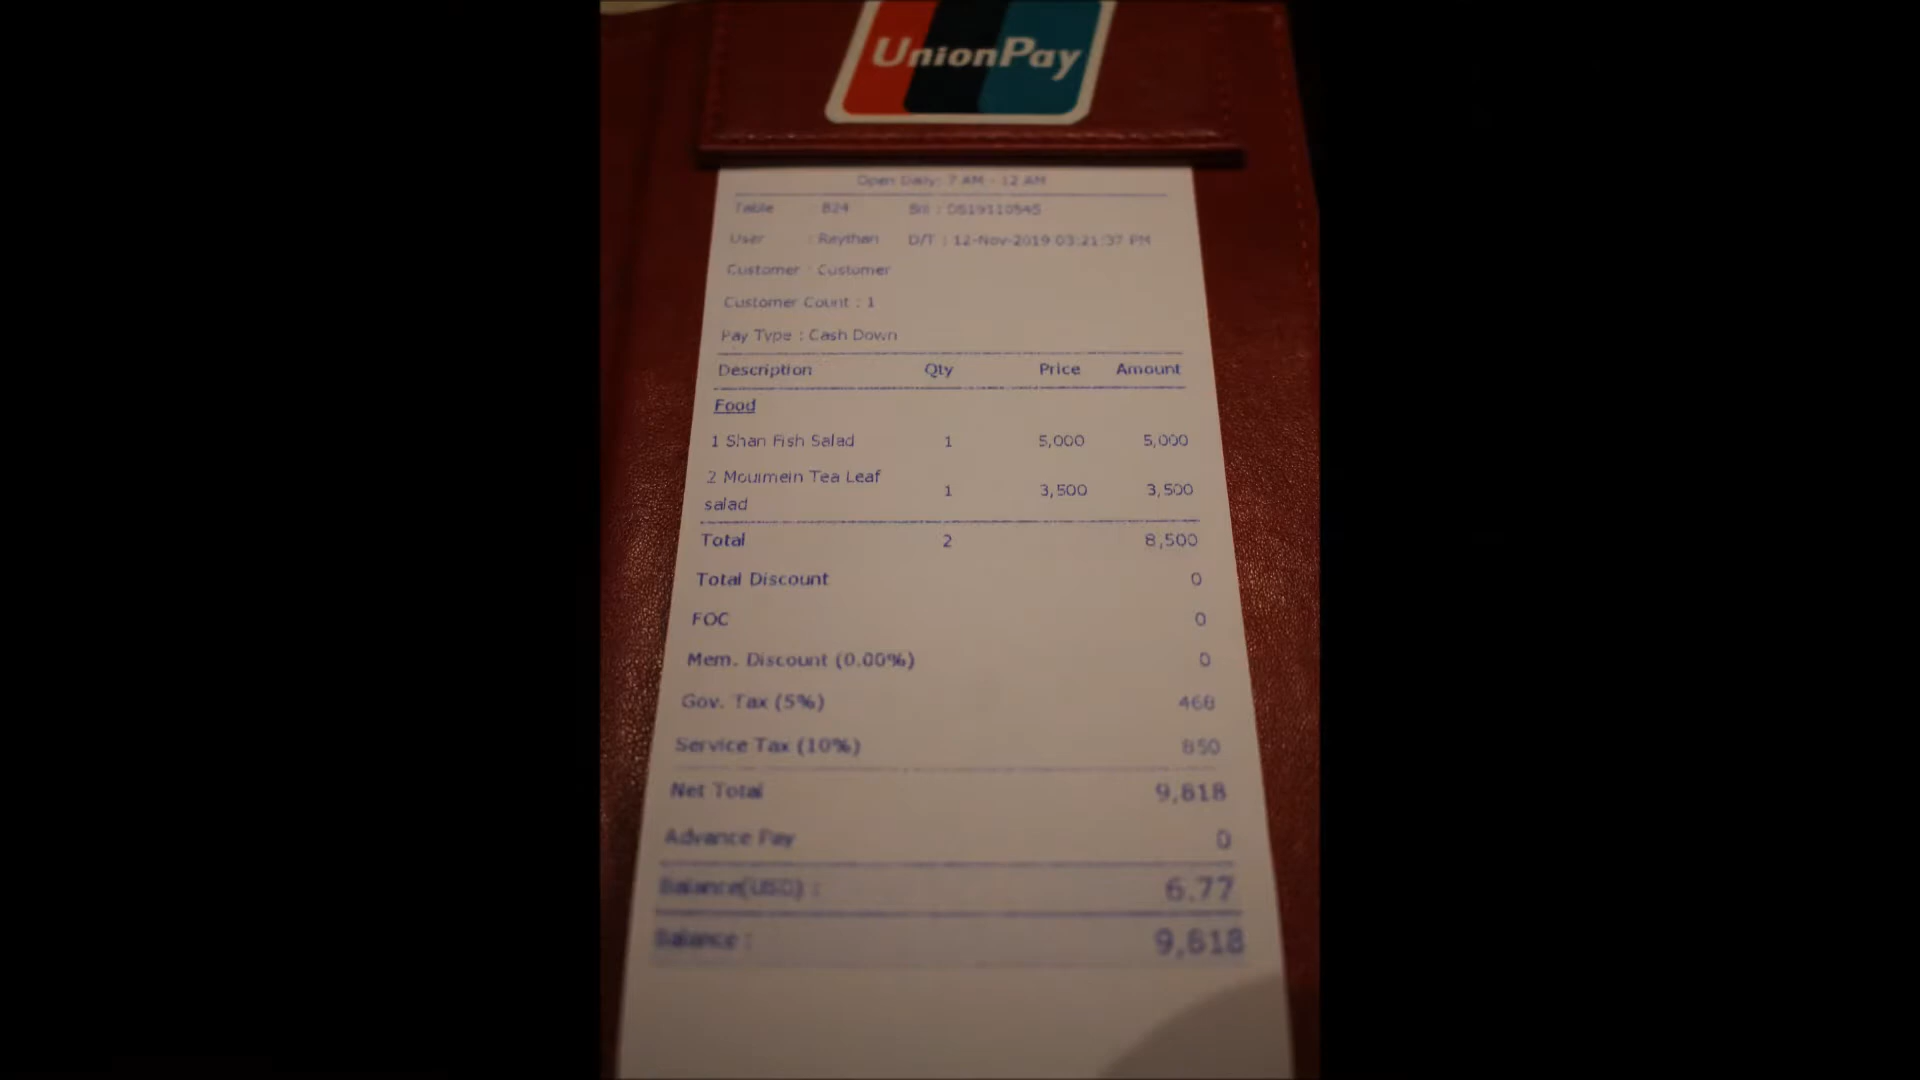 UnionPay
Open Daily: 7 AM - 12 AM
Table : B24 Bill : DS19110545
User : Raythan D/T : 12-Nov-2019 03:21:37 PM
Customer : Customer
Customer Count : 1
Pay Type : Cash Down
Description Qty Price Amount
Food
1 Shan Fish Salad 1 5,000 5,000
2 Moulmein Tea Leaf salad 1 3,500 3,500
Total 2 8,500
Total Discount 0
FOC 0
Mem. Discount (0.00%) 0
Gov. Tax (5%) 468
Service Tax (10%) 850
Net Total 9,818
Advance Pay 0
Balance(USD) : 6.77
Balance : 9,818